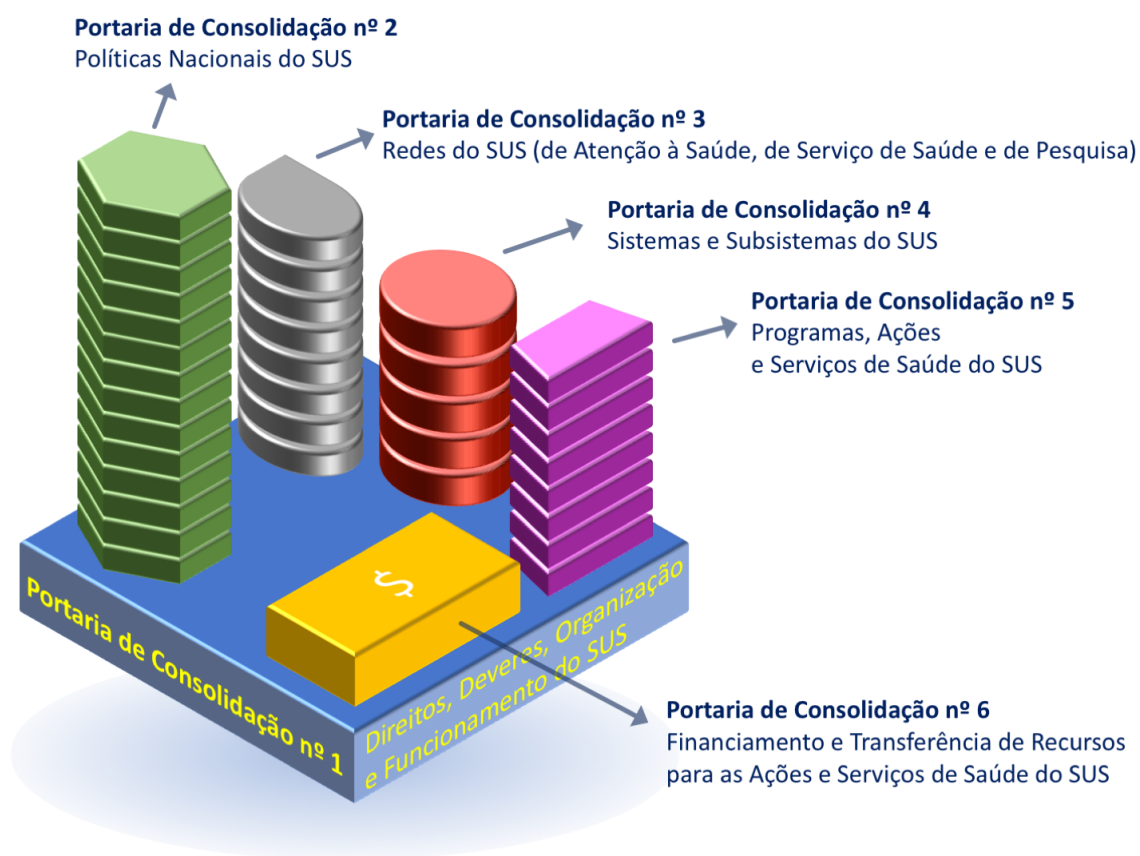 Portaria de Consolidação nº 2
Políticas Nacionais do SUS
Portaria de Consolidação nº 3
Redes do SUS (de Atenção à Saúde, de Serviço de Saúde e de Pesquisa)
Portaria de Consolidação nº 4
Sistemas e Subsistemas do SUS
Portaria de Consolidação nº 5
Programas, Ações
e Serviços de Saúde do SUS
$
Portaria de Consolidação nº 1
Direitos, Deveres, Organização
e Funcionamento do SUS
Portaria de Consolidação nº 6
Financiamento e Transferência de Recursos
para as Ações e Serviços de Saúde do SUS